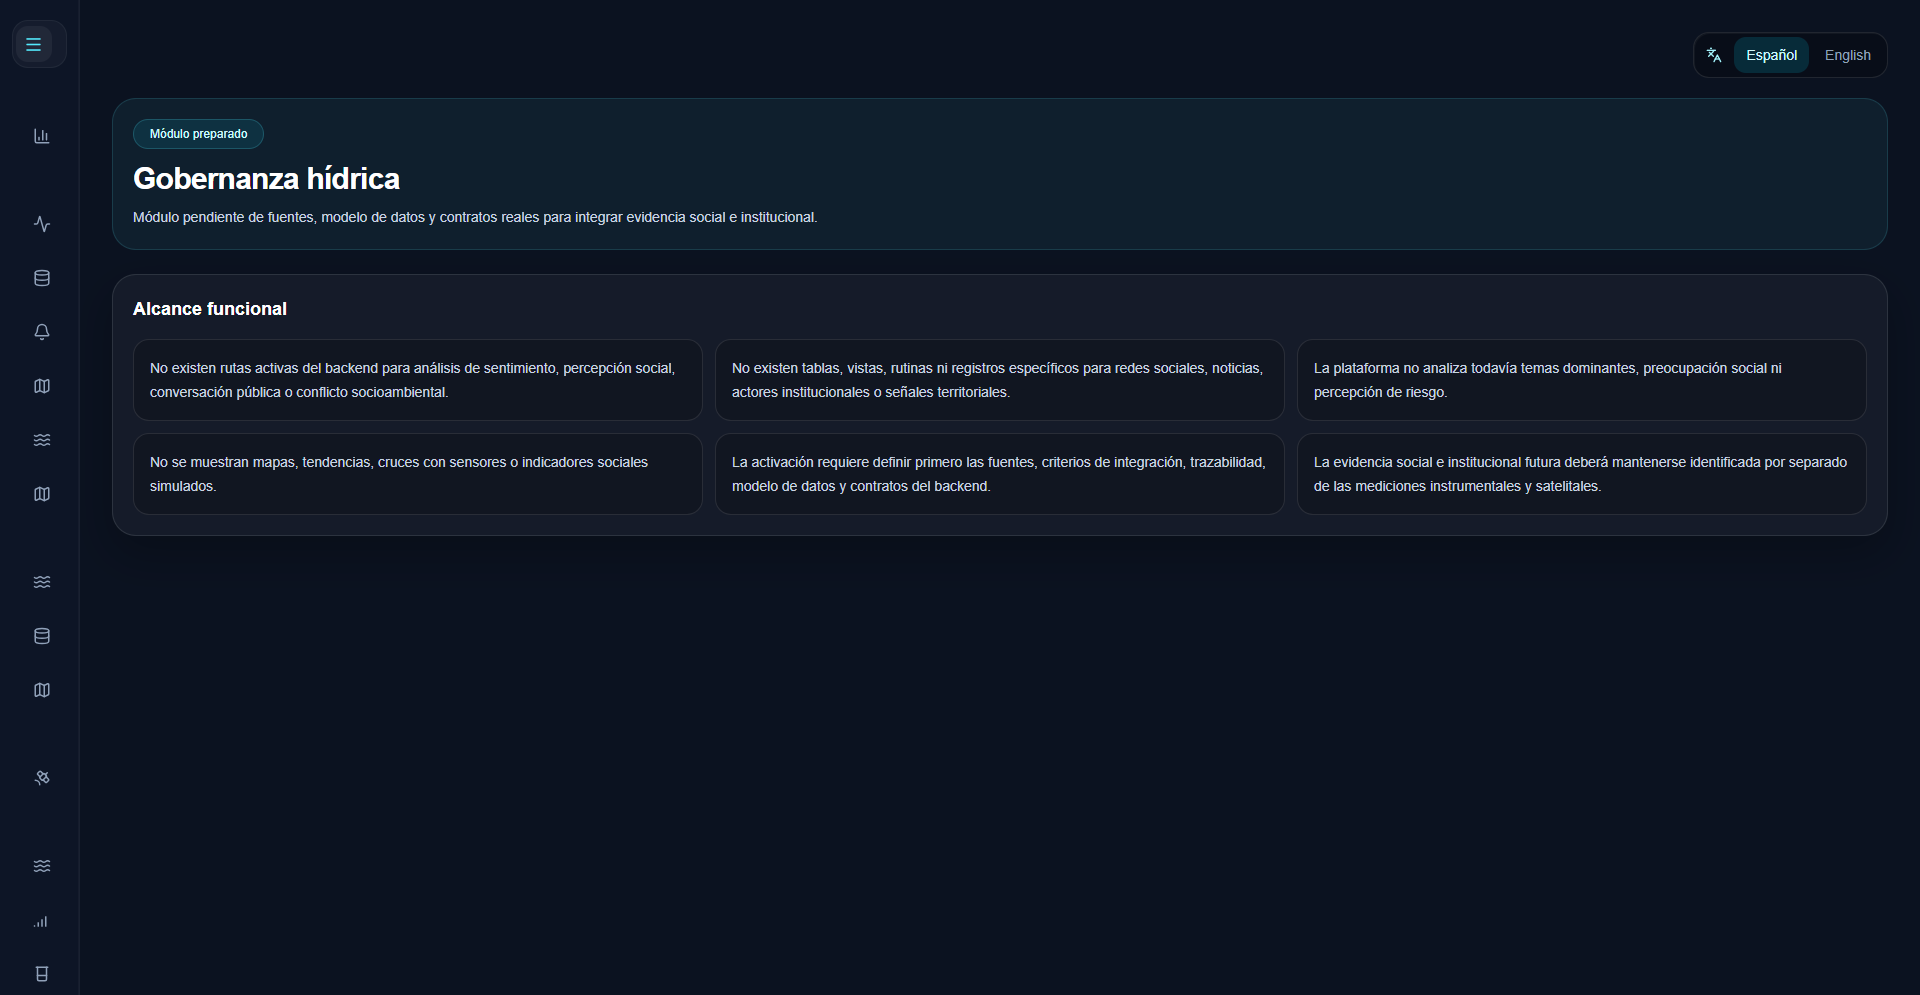 Español English
Módulo preparado
Gobernanza hídrica
Módulo pendiente de fuentes, modelo de datos y contratos reales para integrar evidencia social e institucional.
Alcance funcional
No existen rutas activas del backend para análisis de sentimiento, percepción social,
conversación pública o conflicto socioambiental.
No existen tablas, vistas, rutinas ni registros específicos para redes sociales, noticias,
actores institucionales o señales territoriales.
La plataforma no analiza todavía temas dominantes, preocupación social ni
percepción de riesgo.
No se muestran mapas, tendencias, cruces con sensores o indicadores sociales
simulados.
La activación requiere definir primero las fuentes, criterios de integración, trazabilidad,
modelo de datos y contratos del backend.
La evidencia social e institucional futura deberá mantenerse identificada por separado
de las mediciones instrumentales y satelitales.